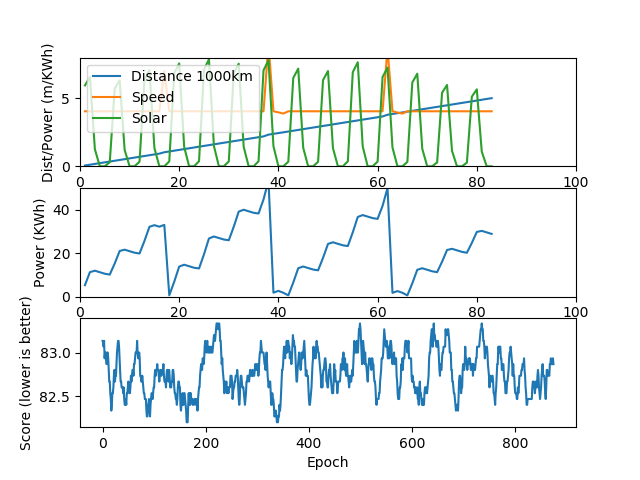 Dist/Power (m/KWh)
5
0
Distance 1000km
Speed
Solar
0 20 40 60 80 100
Power (KWh)
40
20
0
0 20 40 60 80 100
Score (lower is better)
83.0
82.5
0 200 400 600 800
Epoch